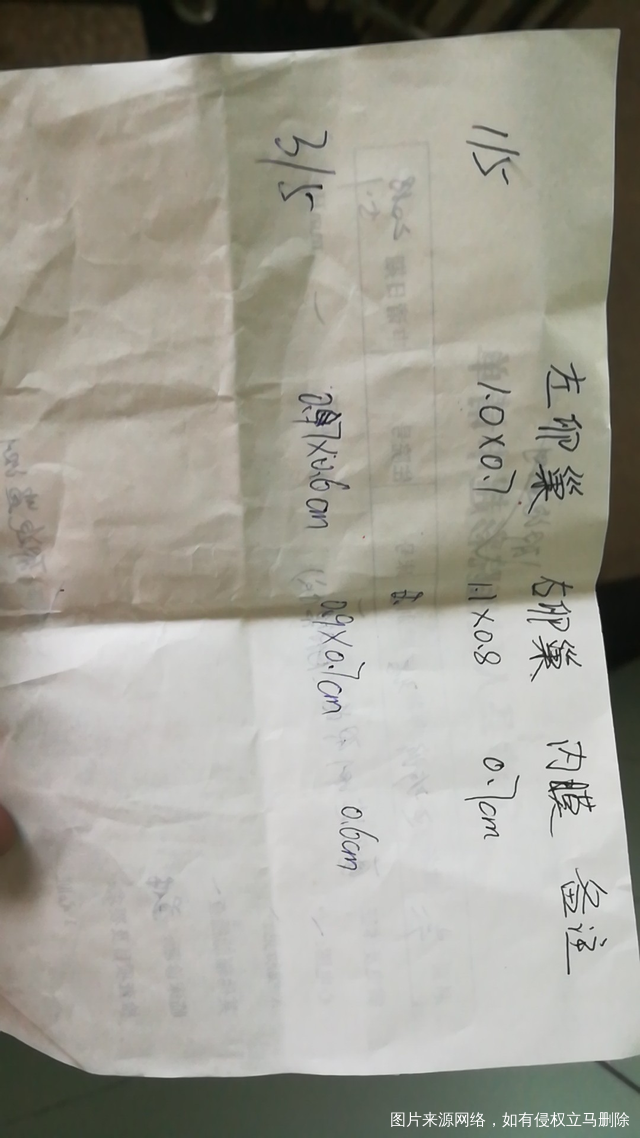 左卵巢 右卵巢 内膜 备注
1/5 1.0×0.7 1.1×0.8 0.7cm
3/5 ×0.6cm 0.9×0.7cm 0.6cm
图片来源网络，如有侵权立马删除